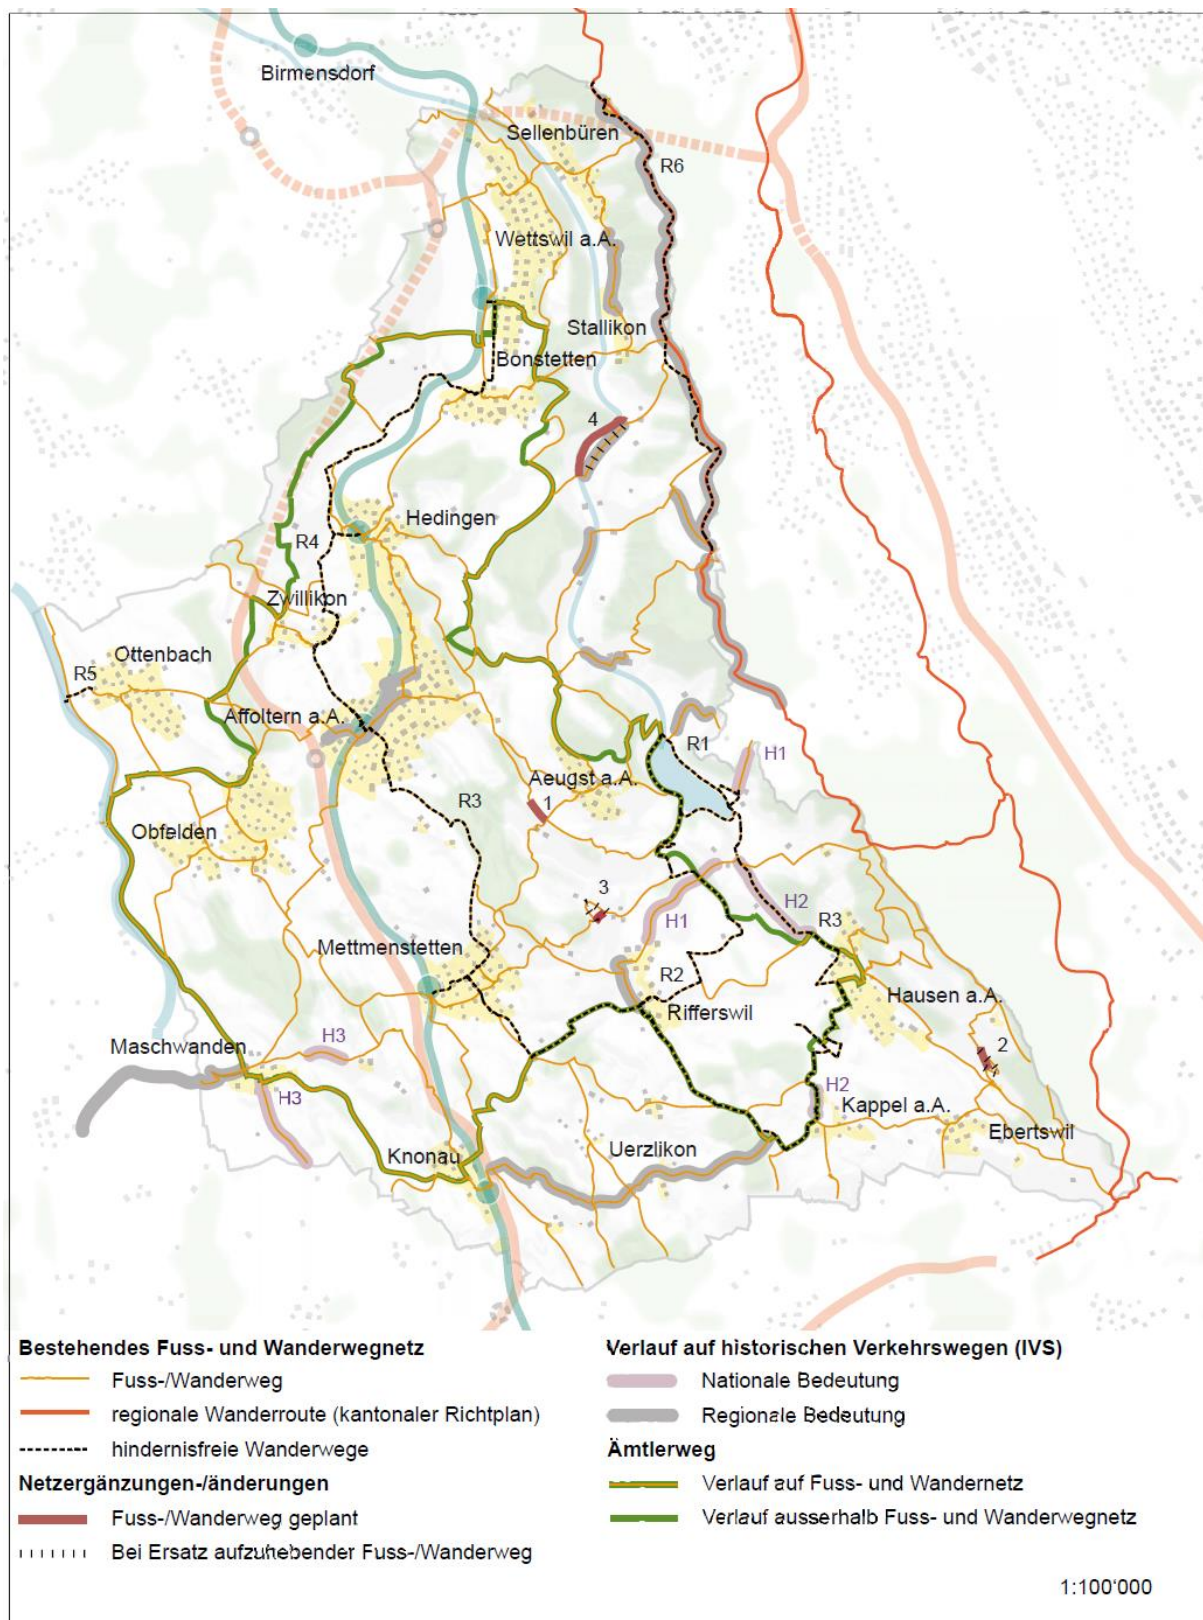 Birmensdorf
Sellenbüren
R6
Wettswil a.A.
Stallikon
Bonstetten
4
Hedingen
R4
Zwillikon
Ottenbach
R5
Affoltern a.A.
R1
H1
Aeugst a.A.
R3
1
Obfelden
3
H2
H1
R3
Mettmenstetten
R2
Hausen a.A.
Rifferswil
Maschwanden
H3
2
H3
H2
Kappel a.A.
Ebertswil
Knonau
Uerzlikon
Bestehendes Fuss- und Wanderwegnetz
Fuss-/Wanderweg
regionale Wanderroute (kantonaler Richtplan)
hindernisfreie Wanderwege
Netzergänzungen-/änderungen
Fuss-/Wanderweg geplant
Bei Ersatz aufzuhebender Fuss-/Wanderweg
Verlauf auf historischen Verkehrswegen (IVS)
Nationale Bedeutung
Regionale Bedeutung
Ämtlerweg
Verlauf auf Fuss- und Wandernetz
Verlauf ausserhalb Fuss- und Wanderwegnetz
1:100'000